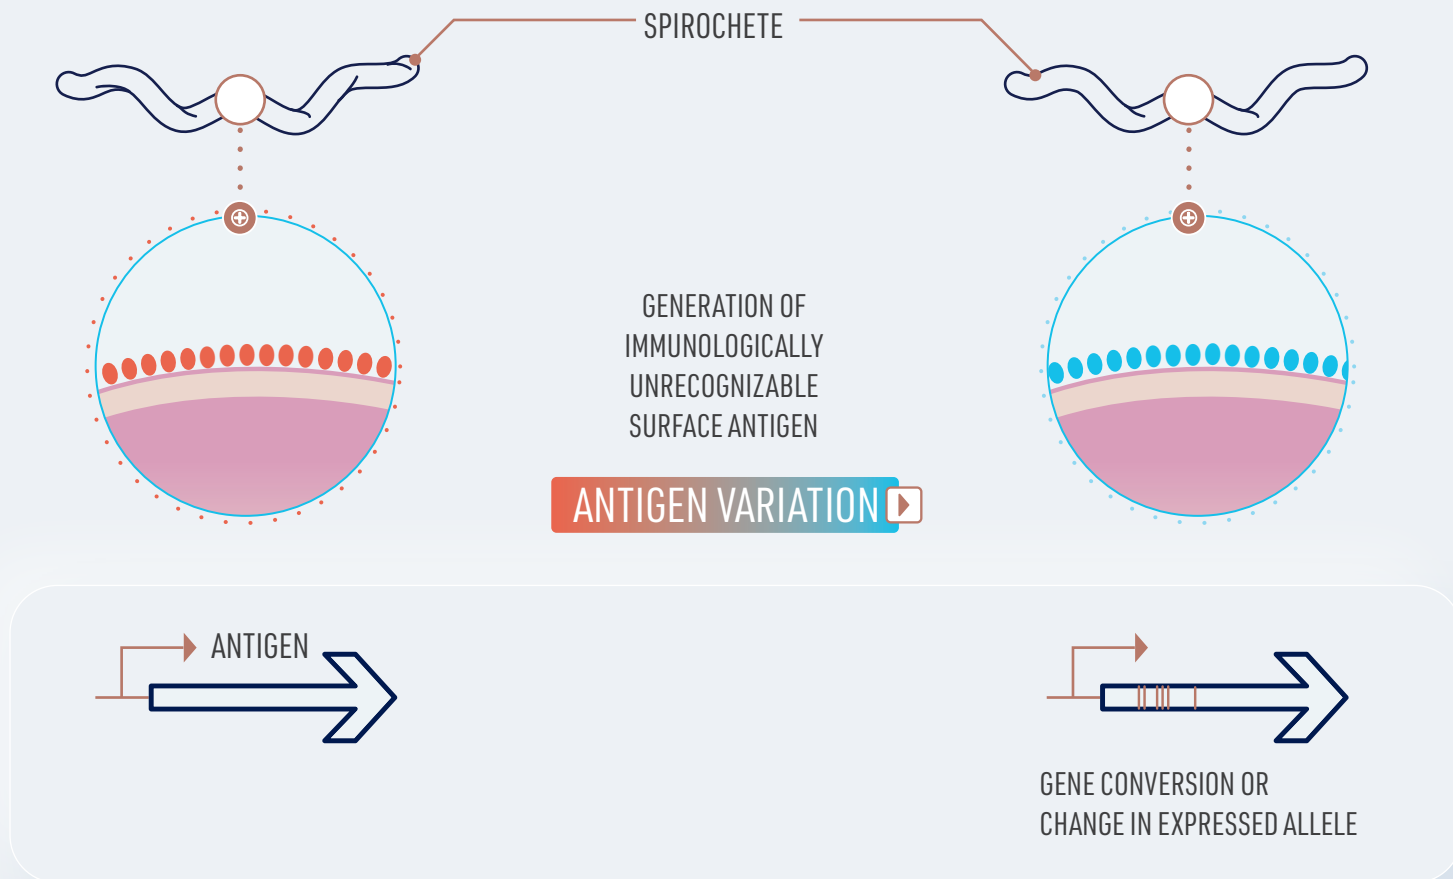 SPIROCHETE
GENERATION OF
IMMUNOLOGICALLY
UNRECOGNIZABLE
SURFACE ANTIGEN
ANTIGEN VARIATION
ANTIGEN
GENE CONVERSION OR
CHANGE IN EXPRESSED ALLELE